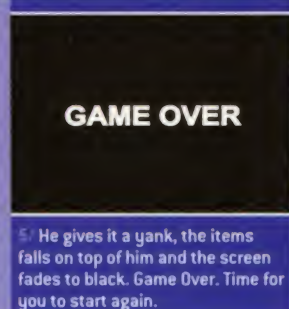 GAME OVER
5/ He gives it a yank, the items
falls on top of him and the screen
fades to black. Game Over. Time for
you to start again.